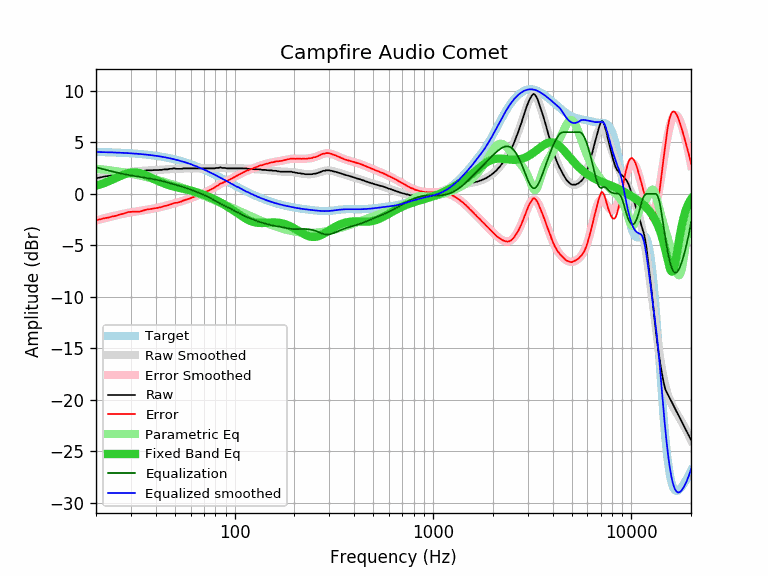 Campfire Audio Comet
Amplitude (dBr)
10
5
0
−5
−10
−15
−20
−25
−30
Target
Raw Smoothed
Error Smoothed
Raw
Error
Parametric Eq
Fixed Band Eq
Equalization
Equalized smoothed
100
1000
10000
Frequency (Hz)